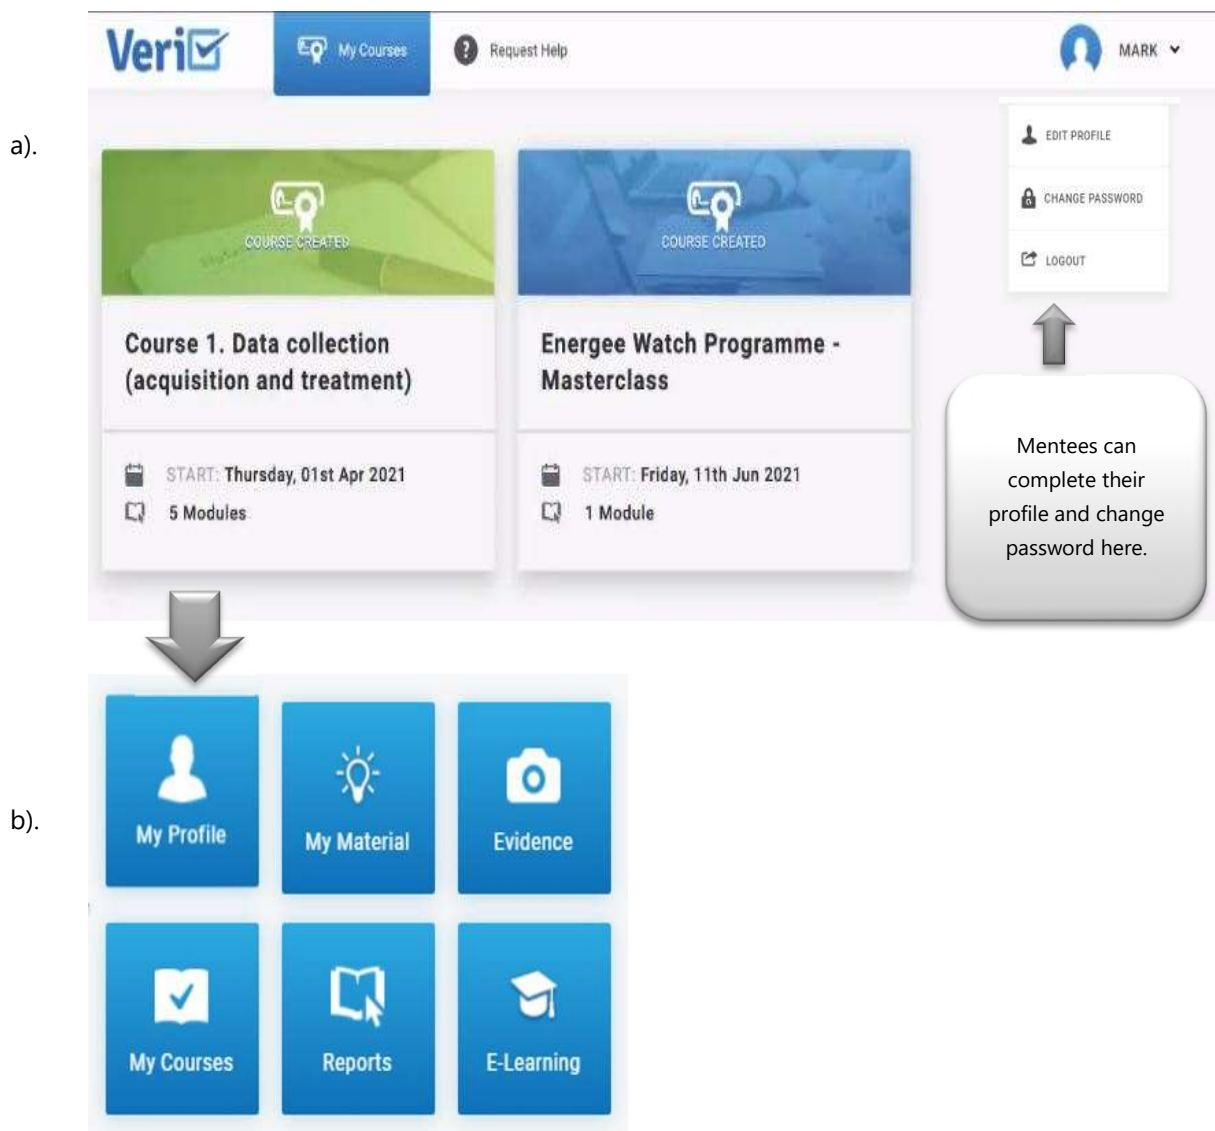 Veri
My Courses
Request Help
MARK
a).
EDIT PROFILE
CHANGE PASSWORD
LOGOUT
COURSE CREATED
COURSE CREATED
Course 1. Data collection
(acquisition and treatment)
Energee Watch Programme -
Masterclass
START: Thursday, 01st Apr 2021
5 Modules
START: Friday, 11th Jun 2021
1 Module
Mentees can
complete their
profile and change
password here.
b).
My Profile
My Material
Evidence
My Courses
Reports
E-Learning